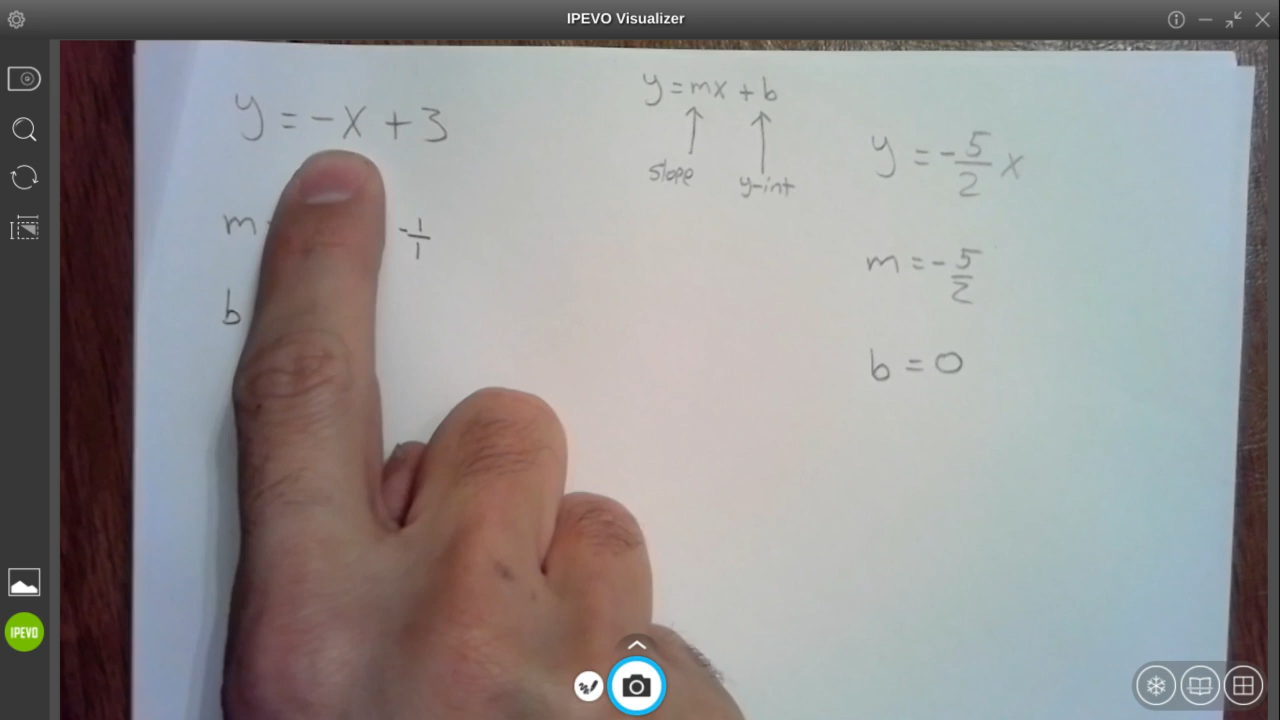 IPEVO Visualizer
y = -x + 3
m =
-1/1
b
y = mx + b
slope
y-int
y = -5/2 x
m = -5/2
b = 0
IPEVO